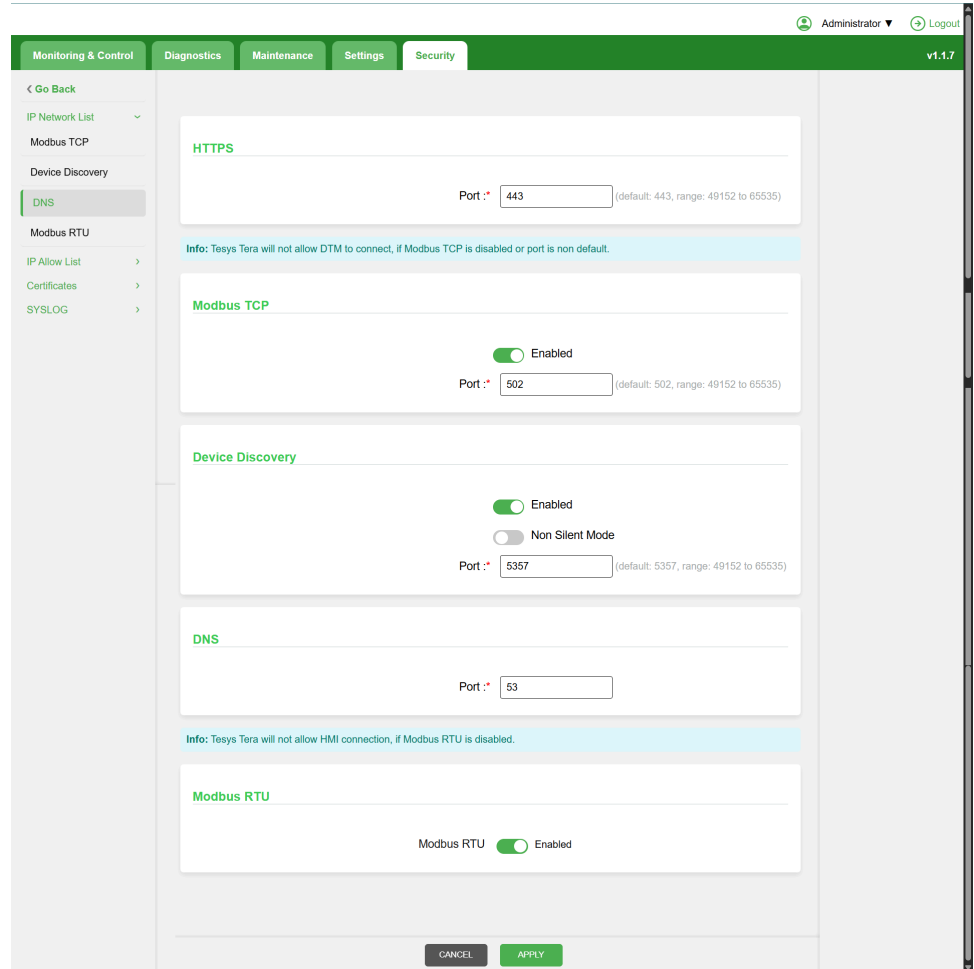 Administrator ▼ Logout
Monitoring & Control Diagnostics Maintenance Settings Security v1.1.7
Go Back
IP Network List
Modbus TCP
Device Discovery
DNS
Modbus RTU
IP Allow List
Certificates
SYSLOG
HTTPS
Port :* 443 (default: 443, range: 49152 to 65535)
Info: Tesys Tera will not allow DTM to connect, if Modbus TCP is disabled or port is non default.
Modbus TCP
Enabled
Port :* 502 (default: 502, range: 49152 to 65535)
Device Discovery
Enabled
Non Silent Mode
Port :* 5357 (default: 5357, range: 49152 to 65535)
DNS
Port :* 53
Info: Tesys Tera will not allow HMI connection, if Modbus RTU is disabled.
Modbus RTU
Modbus RTU Enabled
CANCEL APPLY